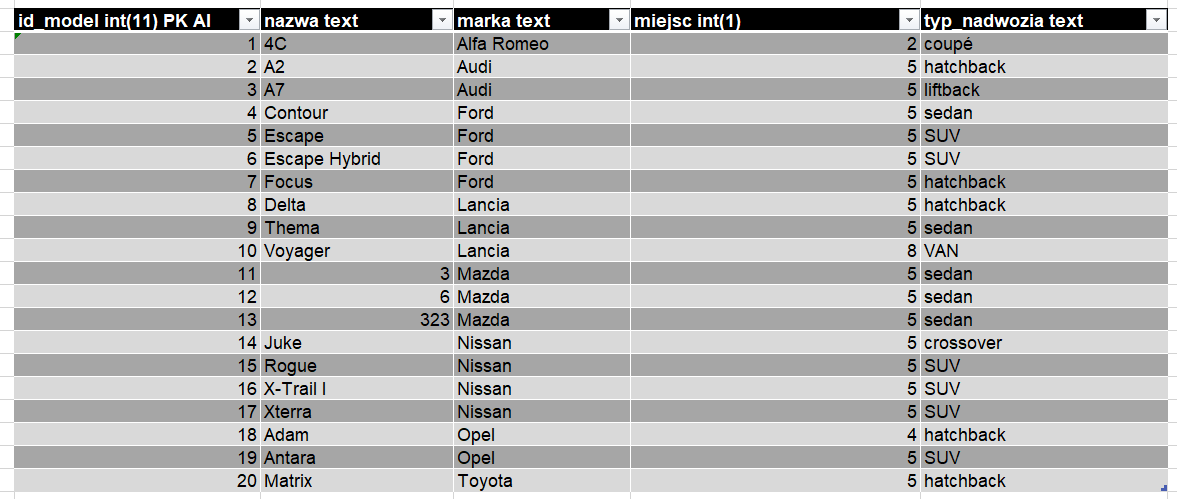 id_model int(11) PK AI nazwa text marka text miejsc int(1) typ_nadwozia text
1 4C Alfa Romeo 2 coupé
2 A2 Audi 5 hatchback
3 A7 Audi 5 liftback
4 Contour Ford 5 sedan
5 Escape Ford 5 SUV
6 Escape Hybrid Ford 5 SUV
7 Focus Ford 5 hatchback
8 Delta Lancia 5 hatchback
9 Thema Lancia 5 sedan
10 Voyager Lancia 8 VAN
11 3 Mazda 5 sedan
12 6 Mazda 5 sedan
13 323 Mazda 5 sedan
14 Juke Nissan 5 crossover
15 Rogue Nissan 5 SUV
16 X-Trail I Nissan 5 SUV
17 Xterra Nissan 5 SUV
18 Adam Opel 4 hatchback
19 Antara Opel 5 SUV
20 Matrix Toyota 5 hatchback